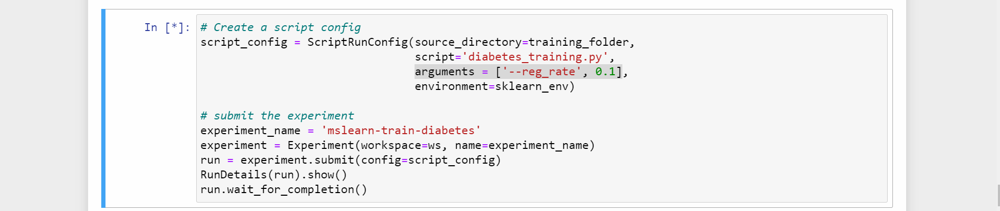 In [*]:
# Create a script config
script_config = ScriptRunConfig(source_directory=training_folder,
script='diabetes_training.py',
arguments = ['--reg_rate', 0.1],
environment=sklearn_env)
# submit the experiment
experiment_name = 'mslearn-train-diabetes'
experiment = Experiment(workspace=ws, name=experiment_name)
run = experiment.submit(config=script_config)
RunDetails(run).show()
run.wait_for_completion()